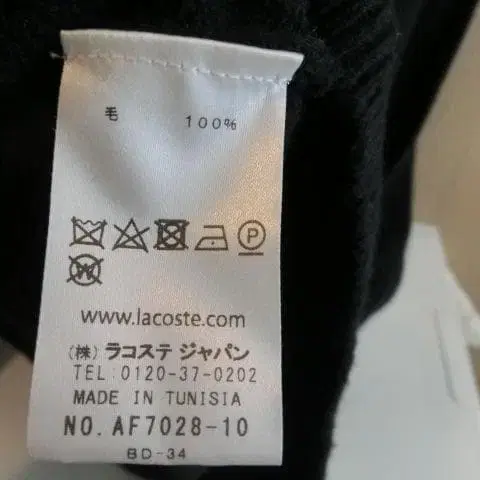 毛 100%
P
W
www.lacoste.com
(株) ラコステ ジャパン
TEL:0120-37-0202
MADE IN TUNISIA
NO. AF7028-10
BD-34